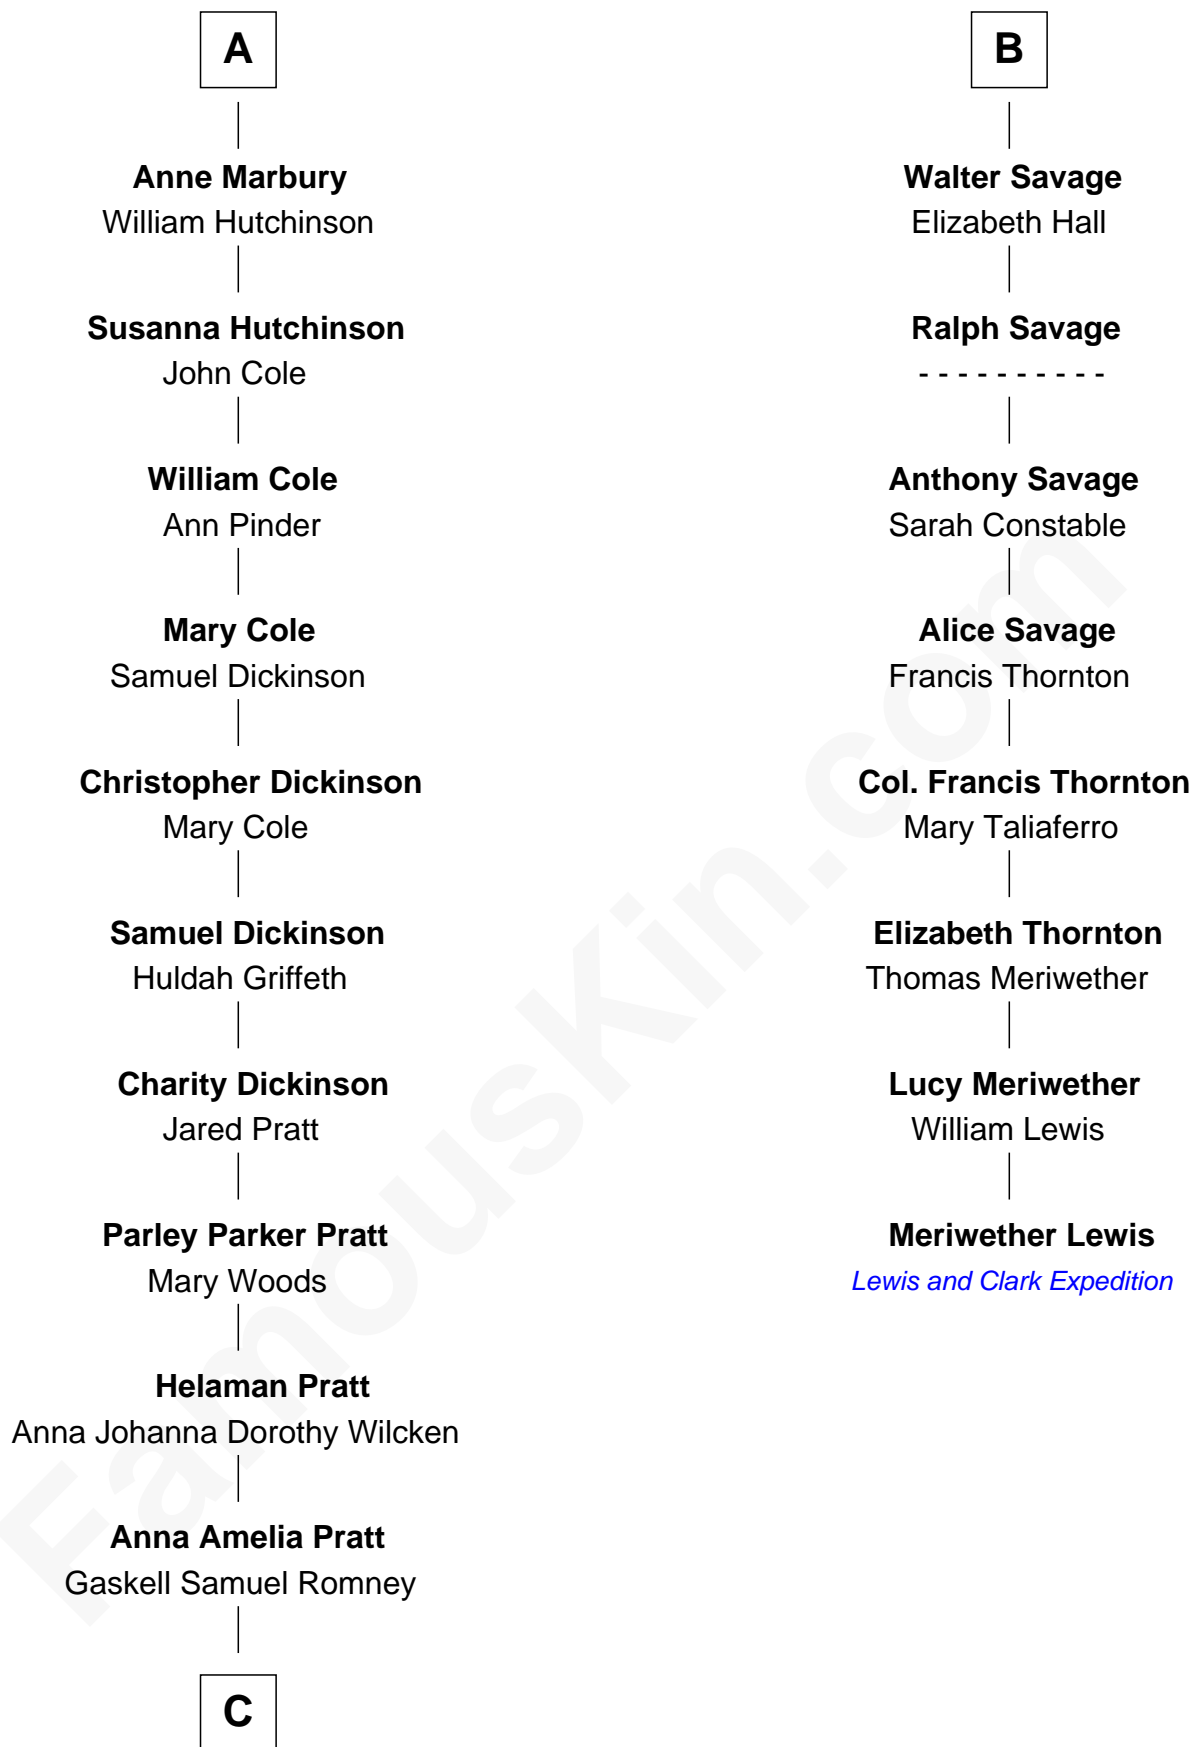 A
Anne Marbury
William Hutchinson
Susanna Hutchinson
John Cole
William Cole
Ann Pinder
Mary Cole
Samuel Dickinson
Christopher Dickinson
Mary Cole
Samuel Dickinson
Huldah Griffeth
Charity Dickinson
Jared Pratt
Parley Parker Pratt
Mary Woods
Helaman Pratt
Anna Johanna Dorothy Wilcken
Anna Amelia Pratt
Gaskell Samuel Romney
C
B
Walter Savage
Elizabeth Hall
Ralph Savage
- - - - - - - - - -
Anthony Savage
Sarah Constable
Alice Savage
Francis Thornton
Col. Francis Thornton
Mary Taliaferro
Elizabeth Thornton
Thomas Meriwether
Lucy Meriwether
William Lewis
Meriwether Lewis
Lewis and Clark Expedition
FamousKin.com